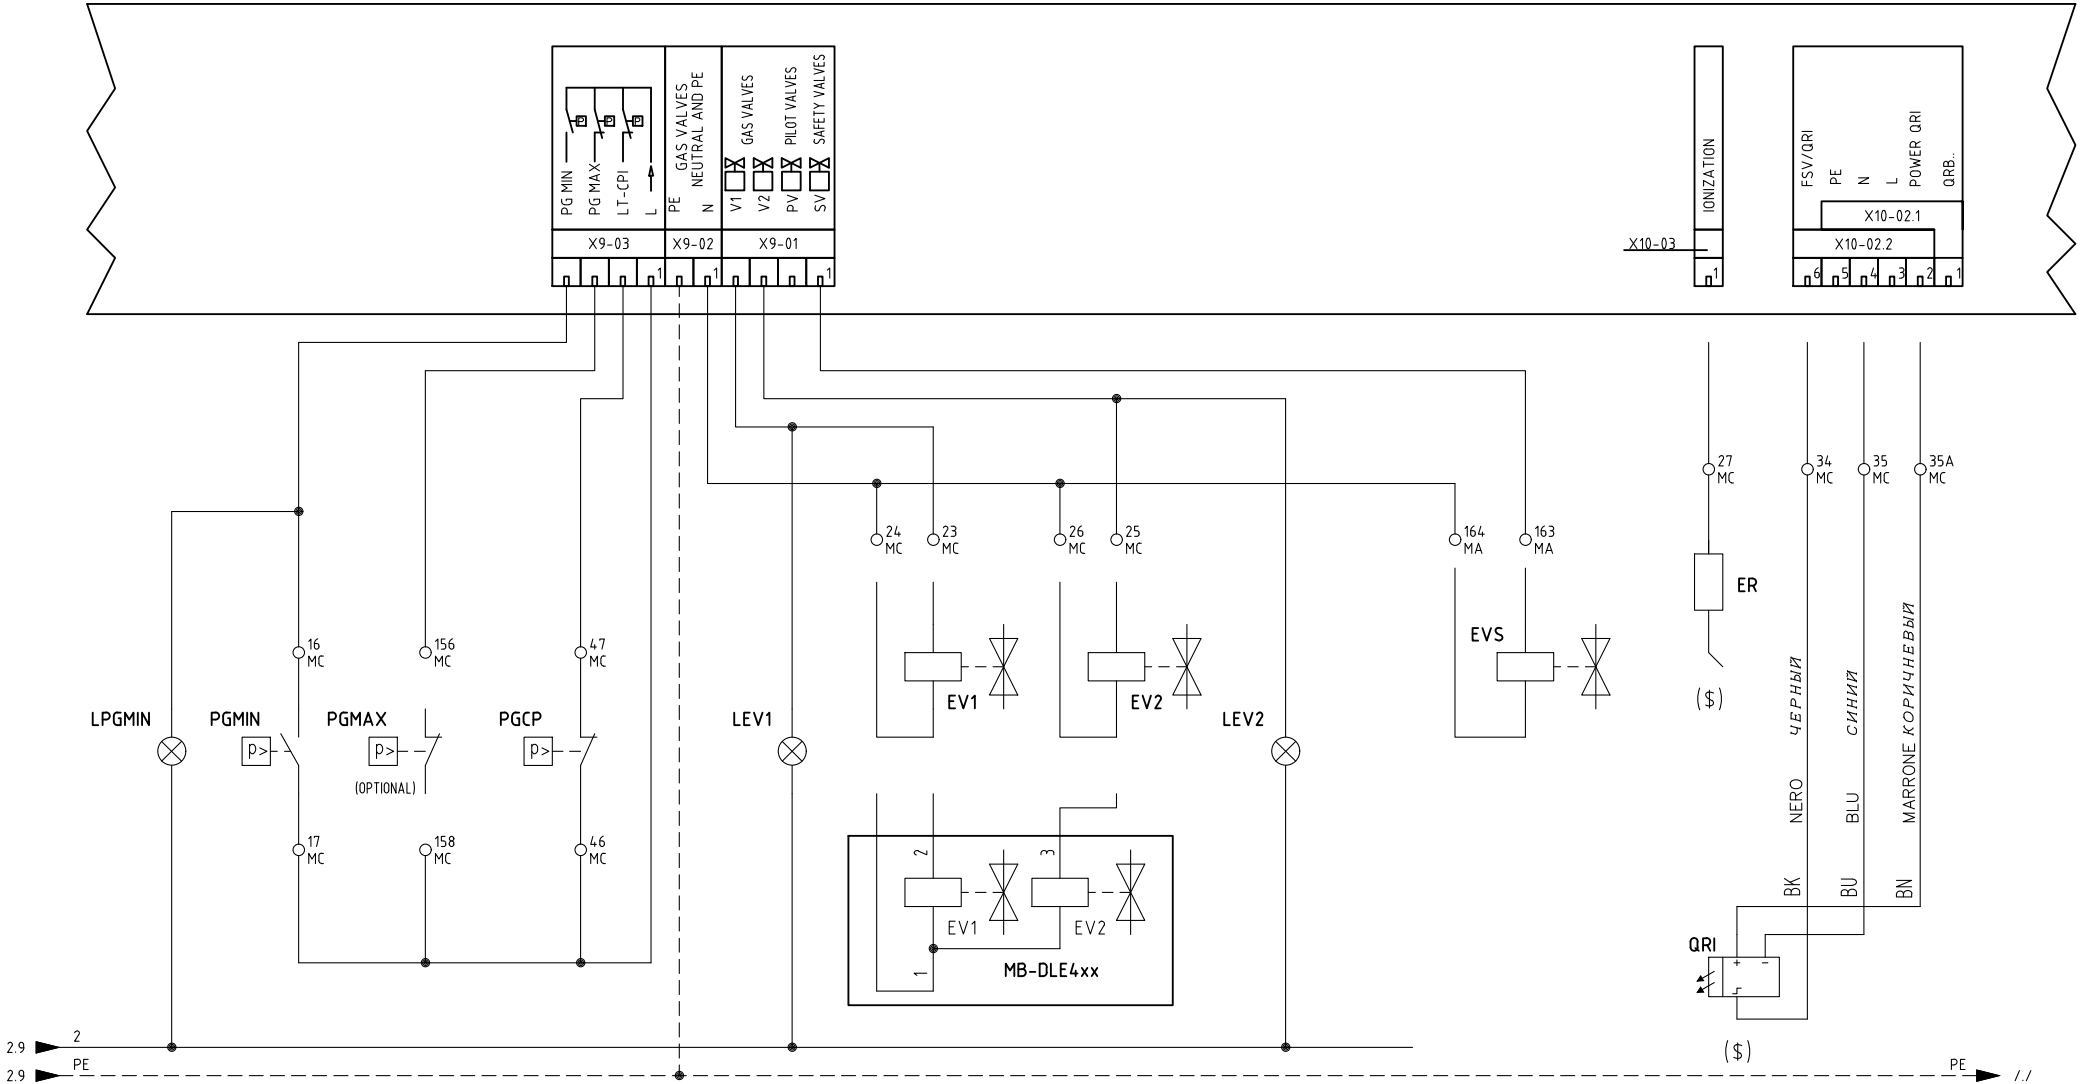 PG MIN
PG MAX
LT-CPI
L
P
P
P
GAS VALVES
NEUTRAL AND PE
PE
N
GAS VALVES
PILOT VALVES
SAFETY VALVES
V1
V2
PV
SV
X9-03
X9-02
X9-01
1
1
1
IONIZATION
X10-03
1
FSV/QRI
PE
N
L
POWER QRI
QRB..
X10-02.1
X10-02.2
6
5
4
3
2
1
27
MC
34
MC
35
MC
35A
MC
24
MC
23
MC
26
MC
25
MC
164
MA
163
MA
16
MC
156
MC
47
MC
ER
($)
EVS
EV1
EV2
LPGMIN
PGMIN
PGMAX
PGCP
LEV1
LEV2
P>
P>
P>
(OPTIONAL)
17
MC
158
MC
46
MC
NERO ЧЕРНЫЙ
BLU СИНИЙ
MARRONE КОРИЧНЕВЫЙ
BK
BU
BN
2
3
EV1
EV2
1
MB-DLE4xx
QRI
+
-
($)
2.9
2
2.9
PE
PE
/./